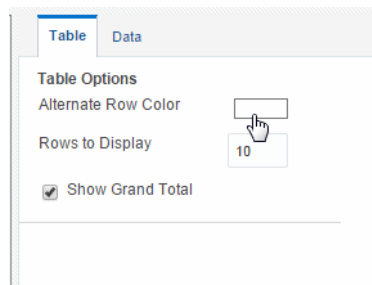 Table Data
Table Options
Alternate Row Color
Rows to Display 10
Show Grand Total